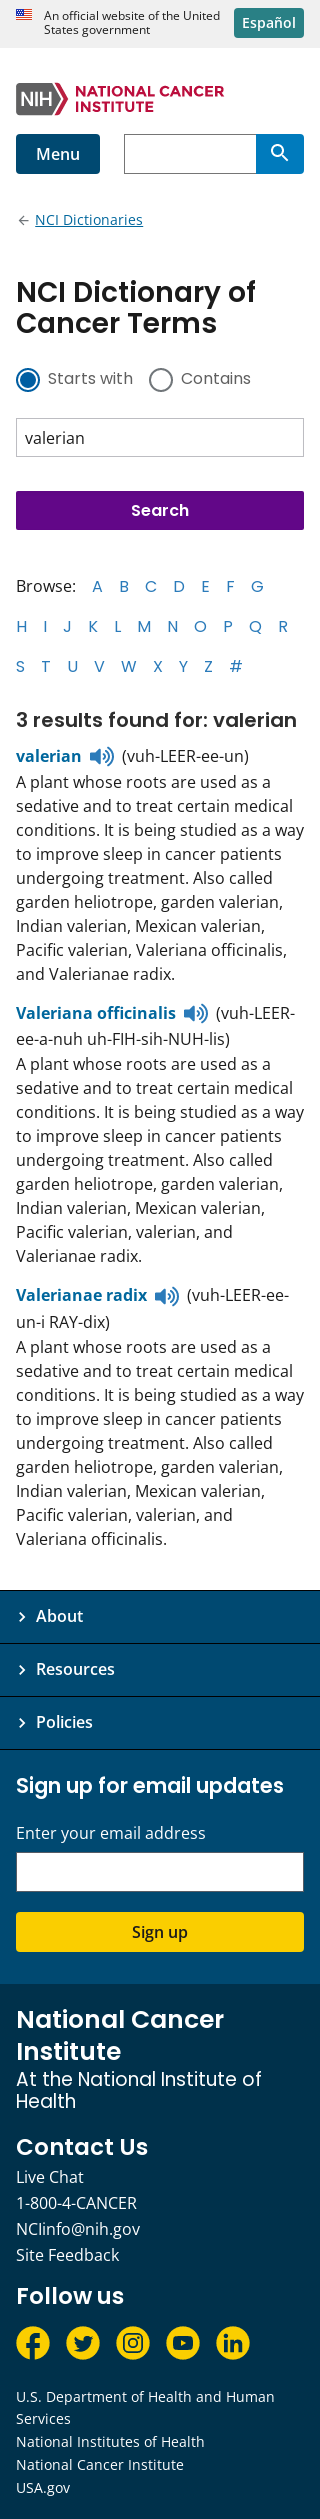 An official website of the United
States government
Español
NIH
NATIONAL CANCER
INSTITUTE
Menu
← NCI Dictionaries
NCI Dictionary of
Cancer Terms
Starts with
Contains
valerian
Search
Browse: A B C D E F G
H I J K L M N O P Q R
S T U V W X Y Z #
3 results found for: valerian
valerian (vuh-LEER-ee-un)
A plant whose roots are used as a
sedative and to treat certain medical
conditions. It is being studied as a way
to improve sleep in cancer patients
undergoing treatment. Also called
garden heliotrope, garden valerian,
Indian valerian, Mexican valerian,
Pacific valerian, Valeriana officinalis,
and Valerianae radix.
Valeriana officinalis (vuh-LEER-
ee-a-nuh uh-FIH-sih-NUH-lis)
A plant whose roots are used as a
sedative and to treat certain medical
conditions. It is being studied as a way
to improve sleep in cancer patients
undergoing treatment. Also called
garden heliotrope, garden valerian,
Indian valerian, Mexican valerian,
Pacific valerian, valerian, and
Valerianae radix.
Valerianae radix (vuh-LEER-ee-
un-i RAY-dix)
A plant whose roots are used as a
sedative and to treat certain medical
conditions. It is being studied as a way
to improve sleep in cancer patients
undergoing treatment. Also called
garden heliotrope, garden valerian,
Indian valerian, Mexican valerian,
Pacific valerian, valerian, and
Valeriana officinalis.
About
Resources
Policies
Sign up for email updates
Enter your email address
Sign up
National Cancer
Institute
At the National Institute of
Health
Contact Us
Live Chat
1-800-4-CANCER
NCIinfo@nih.gov
Site Feedback
Follow us
U.S. Department of Health and Human
Services
National Institutes of Health
National Cancer Institute
USA.gov